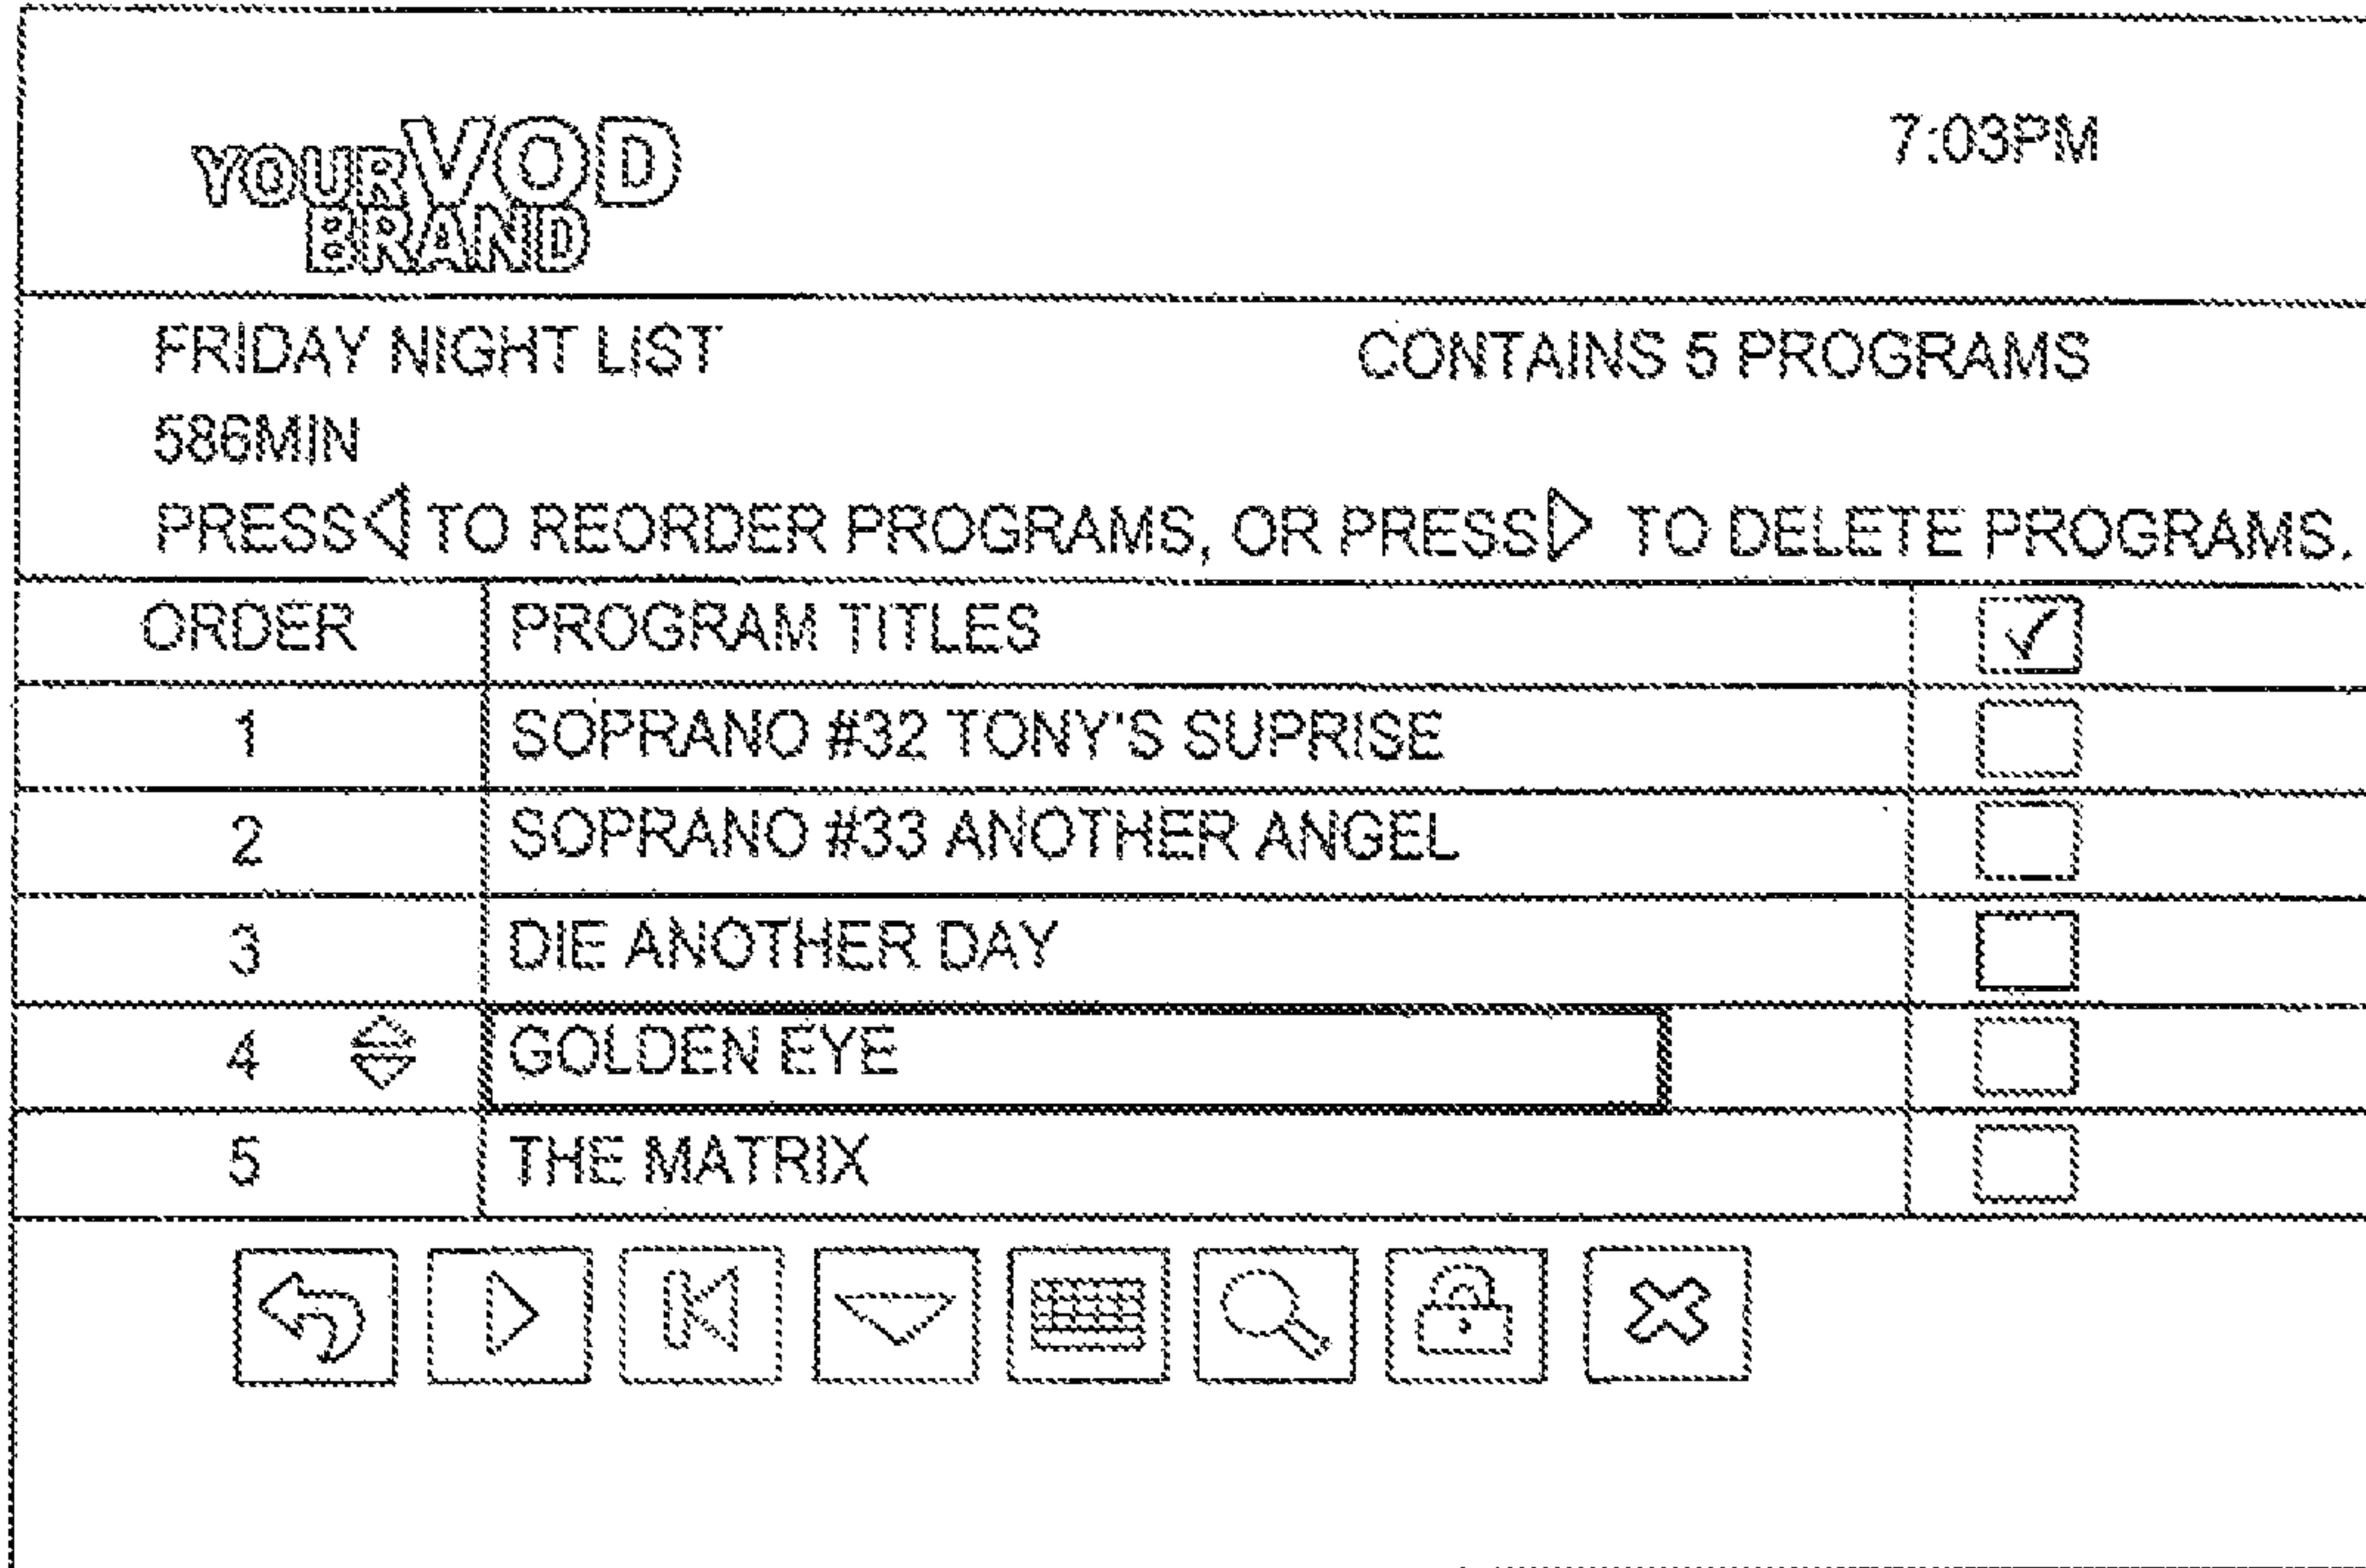 YOUR VOD
BRAND
7:03PM
FRIDAY NIGHT LIST CONTAINS 5 PROGRAMS
586MIN
PRESS◁ TO REORDER PROGRAMS, OR PRESS▷ TO DELETE PROGRAMS.
ORDER PROGRAM TITLES ✓
1 SOPRANO #32 TONY'S SUPRISE
2 SOPRANO #33 ANOTHER ANGEL
3 DIE ANOTHER DAY
4 GOLDEN EYE
5 THE MATRIX